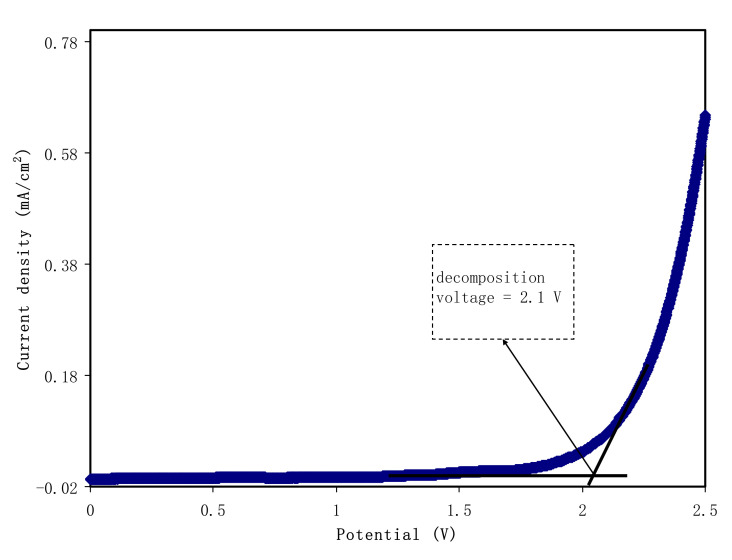 0.78
0.58
0.38
0.18
-0.02
0
0.5
1
1.5
2
2.5
Current density (mA/cm²)
decomposition
voltage = 2.1 V
Potential (V)